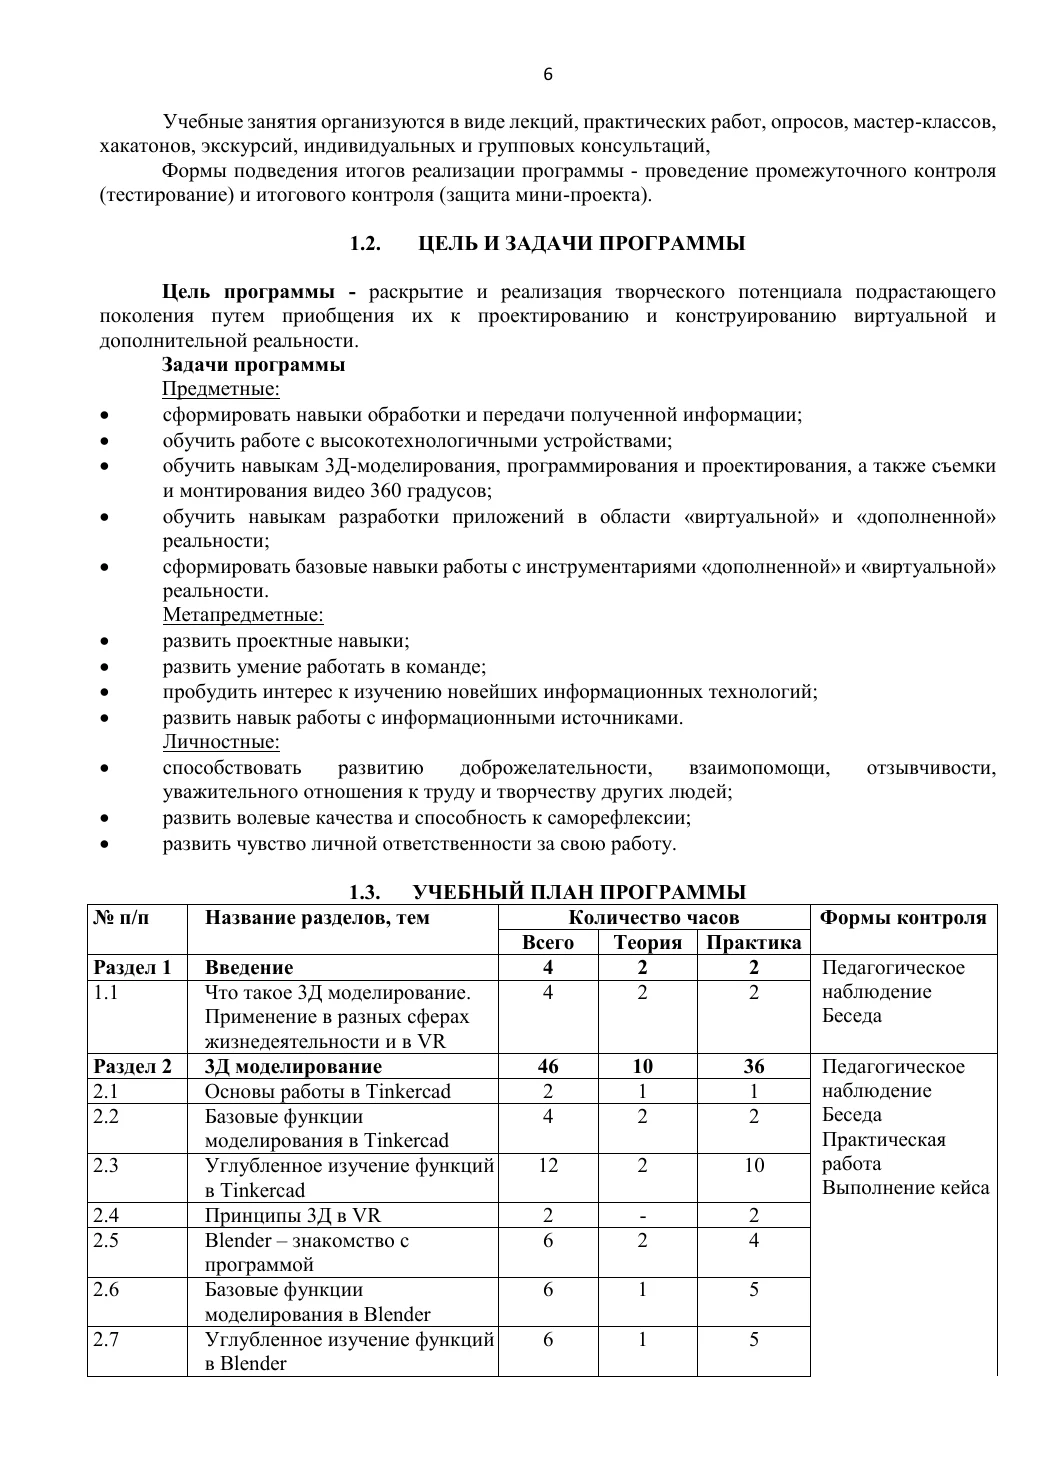 6
Учебные занятия организуются в виде лекций, практических работ, опросов, мастер-классов,
хакатонов, экскурсий, индивидуальных и групповых консультаций,
Формы подведения итогов реализации программы - проведение промежуточного контроля
(тестирование) и итогового контроля (защита мини-проекта).
1.2. ЦЕЛЬ И ЗАДАЧИ ПРОГРАММЫ
Цель программы - раскрытие и реализация творческого потенциала подрастающего
поколения путем приобщения их к проектированию и конструированию виртуальной и
дополнительной реальности.
Задачи программы
Предметные:
• сформировать навыки обработки и передачи полученной информации;
• обучить работе с высокотехнологичными устройствами;
• обучить навыкам 3Д-моделирования, программирования и проектирования, а также съемки
и монтирования видео 360 градусов;
• обучить навыкам разработки приложений в области «виртуальной» и «дополненной»
реальности;
• сформировать базовые навыки работы с инструментариями «дополненной» и «виртуальной»
реальности.
Метапредметные:
• развить проектные навыки;
• развить умение работать в команде;
• пробудить интерес к изучению новейших информационных технологий;
• развить навык работы с информационными источниками.
Личностные:
• способствовать развитию доброжелательности, взаимопомощи, отзывчивости,
уважительного отношения к труду и творчеству других людей;
• развить волевые качества и способность к саморефлексии;
• развить чувство личной ответственности за свою работу.
1.3. УЧЕБНЫЙ ПЛАН ПРОГРАММЫ
№ п/п Название разделов, тем Количество часов Формы контроля
Всего Теория Практика
Раздел 1 Введение 4 2 2 Педагогическое
1.1 Что такое 3Д моделирование. 4 2 2 наблюдение
Применение в разных сферах Беседа
жизнедеятельности и в VR
Раздел 2 3Д моделирование 46 10 36 Педагогическое
2.1 Основы работы в Tinkercad 2 1 1 наблюдение
2.2 Базовые функции 4 2 2 Беседа
моделирования в Tinkercad Практическая
2.3 Углубленное изучение функций 12 2 10 работа
в Tinkercad Выполнение кейса
2.4 Принципы 3Д в VR 2 - 2
2.5 Blender – знакомство с 6 2 4
программой
2.6 Базовые функции 6 1 5
моделирования в Blender
2.7 Углубленное изучение функций 6 1 5
в Blender